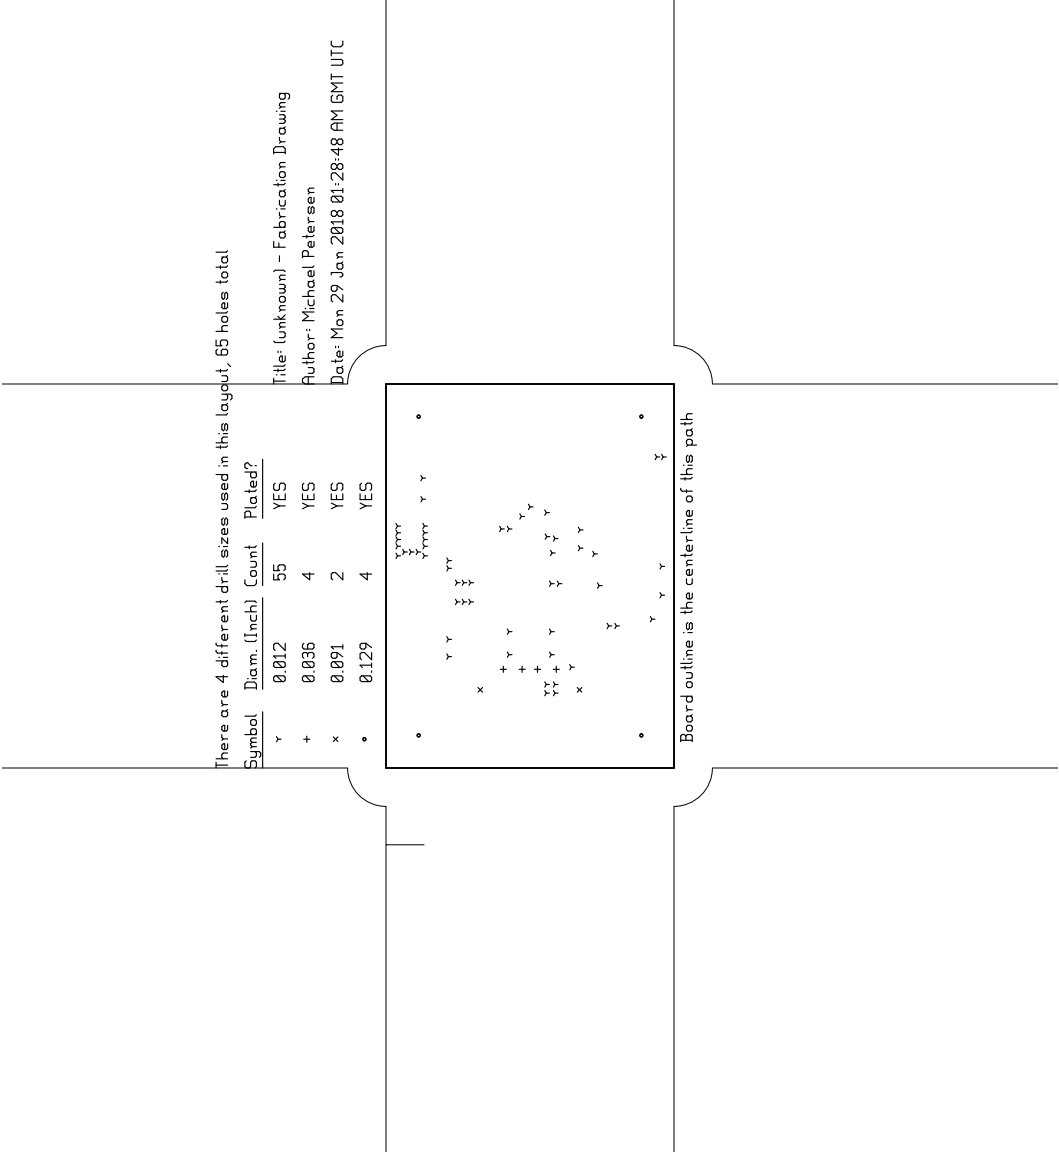 There are 4 different drill sizes used in this layout, 65 holes total
Symbol Diam. (Inch) Count Plated?
0.012 55 YES
0.036 4 YES
0.091 2 YES
0.129 4 YES
Title: (unknown) - Fabrication Drawing
Author: Michael Petersen
Date: Mon 29 Jan 2018 01:28:48 AM GMT UTC
Board outline is the centerline of this path